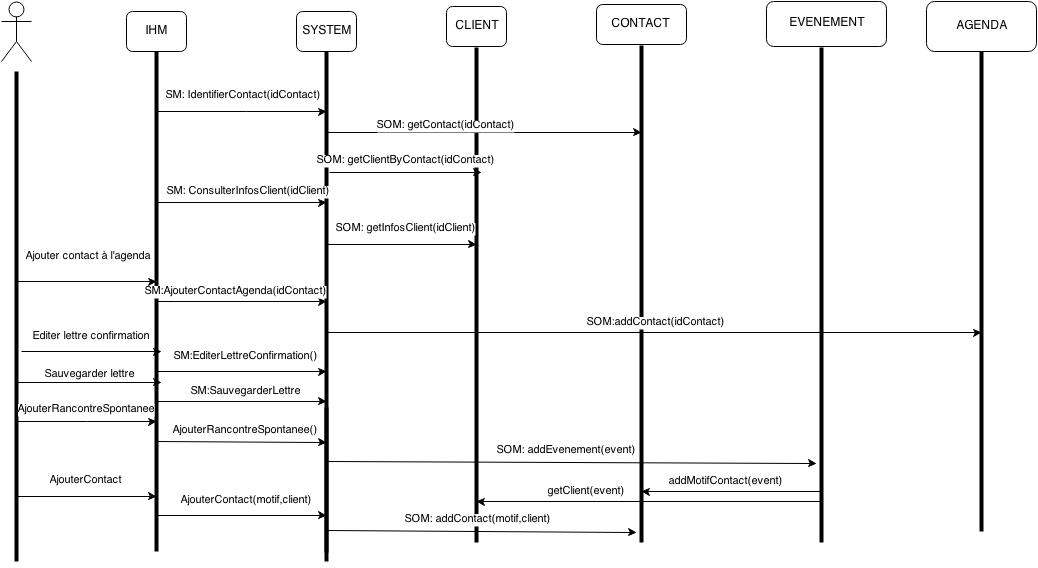 IHM
SYSTEM
CLIENT
CONTACT
EVENEMENT
AGENDA
SM: IdentifierContact(idContact)
SOM: getContact(idContact)
SOM: getClientByContact(idContact)
SM: ConsulterInfosClient(idClient)
SOM: getInfosClient(idClient)
Ajouter contact à l'agenda
SM:AjouterContactAgenda(idContact)
SOM:addContact(idContact)
Editer lettre confirmation
SM:EditerLettreConfirmation()
Sauvegarder lettre
SM:SauvegarderLettre
AjouterRancontreSpontanee
AjouterRancontreSpontanee()
SOM: addEvenement(event)
AjouterContact
addMotifContact(event)
getClient(event)
AjouterContact(motif,client)
SOM: addContact(motif,client)